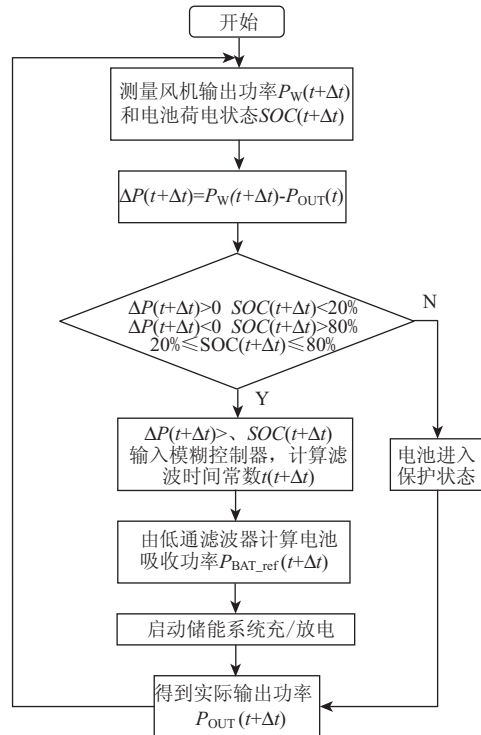 开始
测量风机输出功率P_W(t+Δt)
和电池荷电状态SOC(t+Δt)
ΔP(t+Δt)=P_W(t+Δt)-P_OUT(t)
ΔP(t+Δt)>0 SOC(t+Δt)<20%
ΔP(t+Δt)<0 SOC(t+Δt)>80%
20%≤SOC(t+Δt)≤80%
N
Y
ΔP(t+Δt)>、SOC(t+Δt)
输入模糊控制器，计算滤
波时间常数t(t+Δt)
电池进入
保护状态
由低通滤波器计算电池
吸收功率P_BAT_ref(t+Δt)
启动储能系统充/放电
得到实际输出功率
P_OUT(t+Δt)